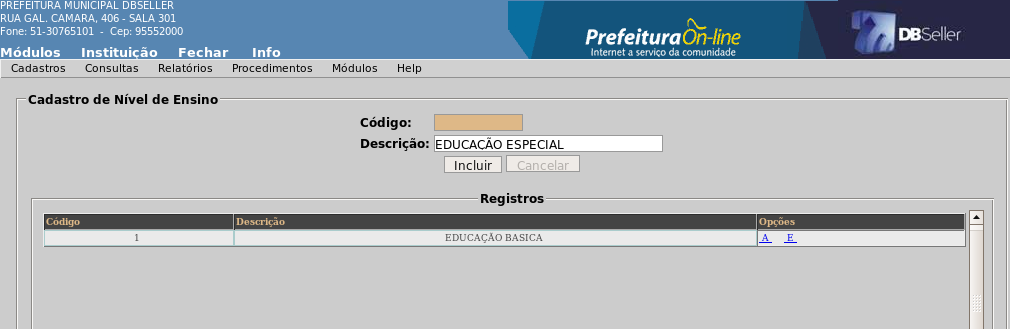 PREFEITURA MUNICIPAL DBSELLER
RUA GAL. CAMARA, 406 - SALA 301
Fone: 51-30765101 - Cep: 95552000
Prefeitura On-line
Internet a serviço da comunidade
DBSeller
Módulos Instituição Fechar Info
Cadastros Consultas Relatórios Procedimentos Módulos Help
Cadastro de Nível de Ensino
Código:
Descrição: EDUCAÇÃO ESPECIAL
Incluir Cancelar
Registros
Código Descrição Opções
1 EDUCAÇÃO BASICA A E